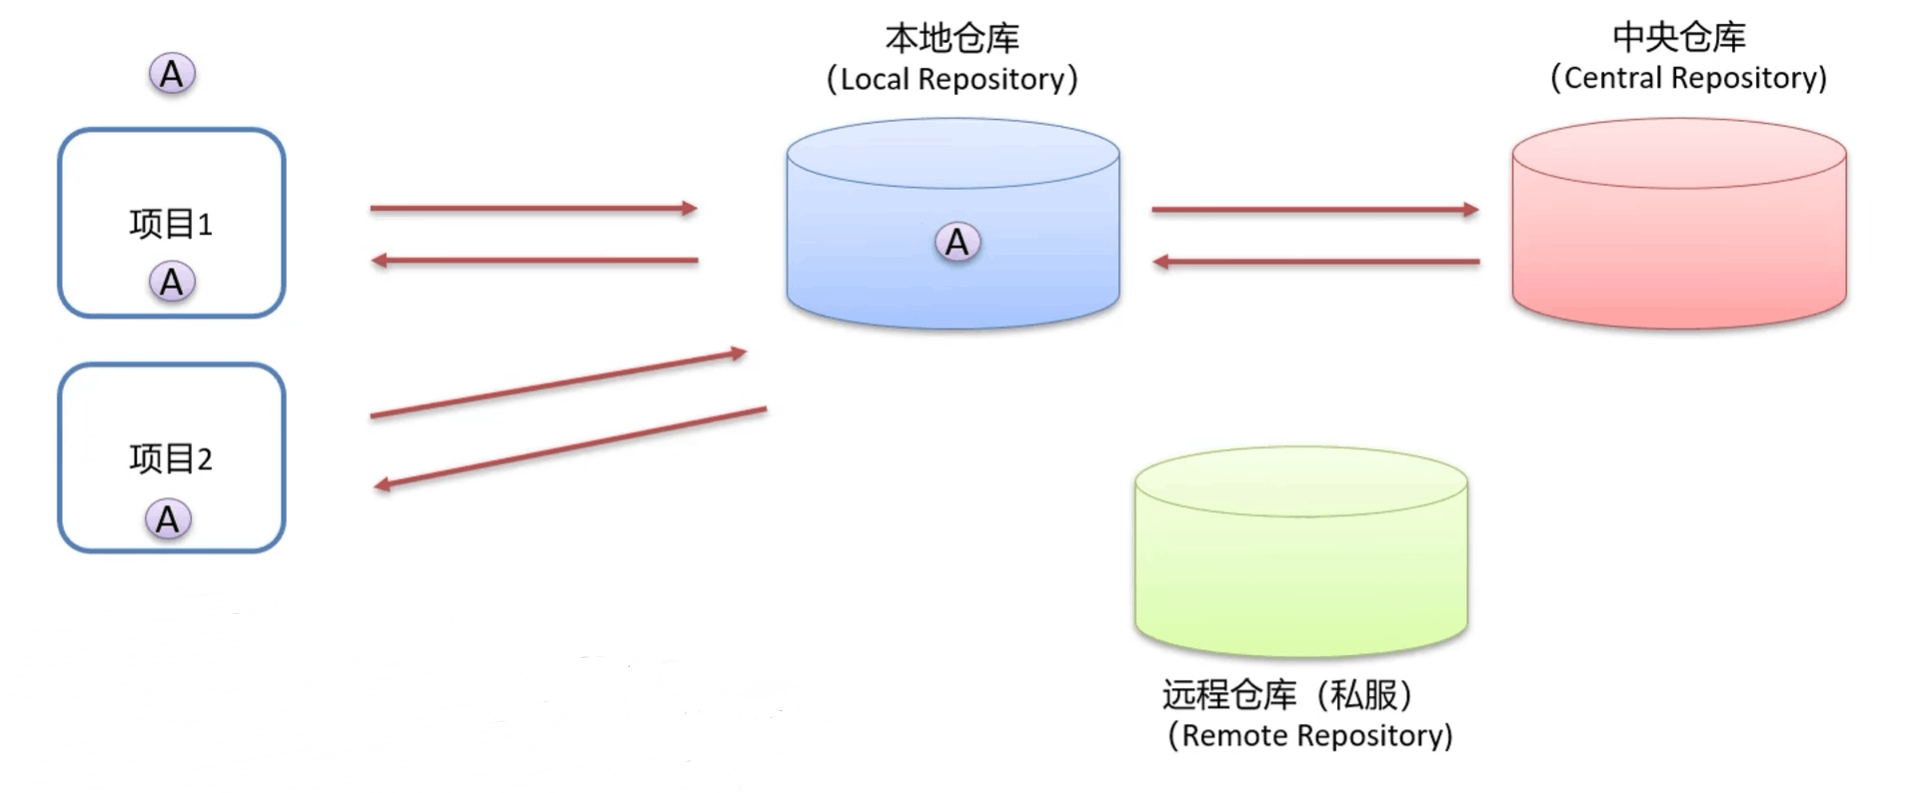 A
项目1
A
项目2
A
本地仓库
(Local Repository)
A
中央仓库
(Central Repository)
远程仓库（私服）
(Remote Repository)